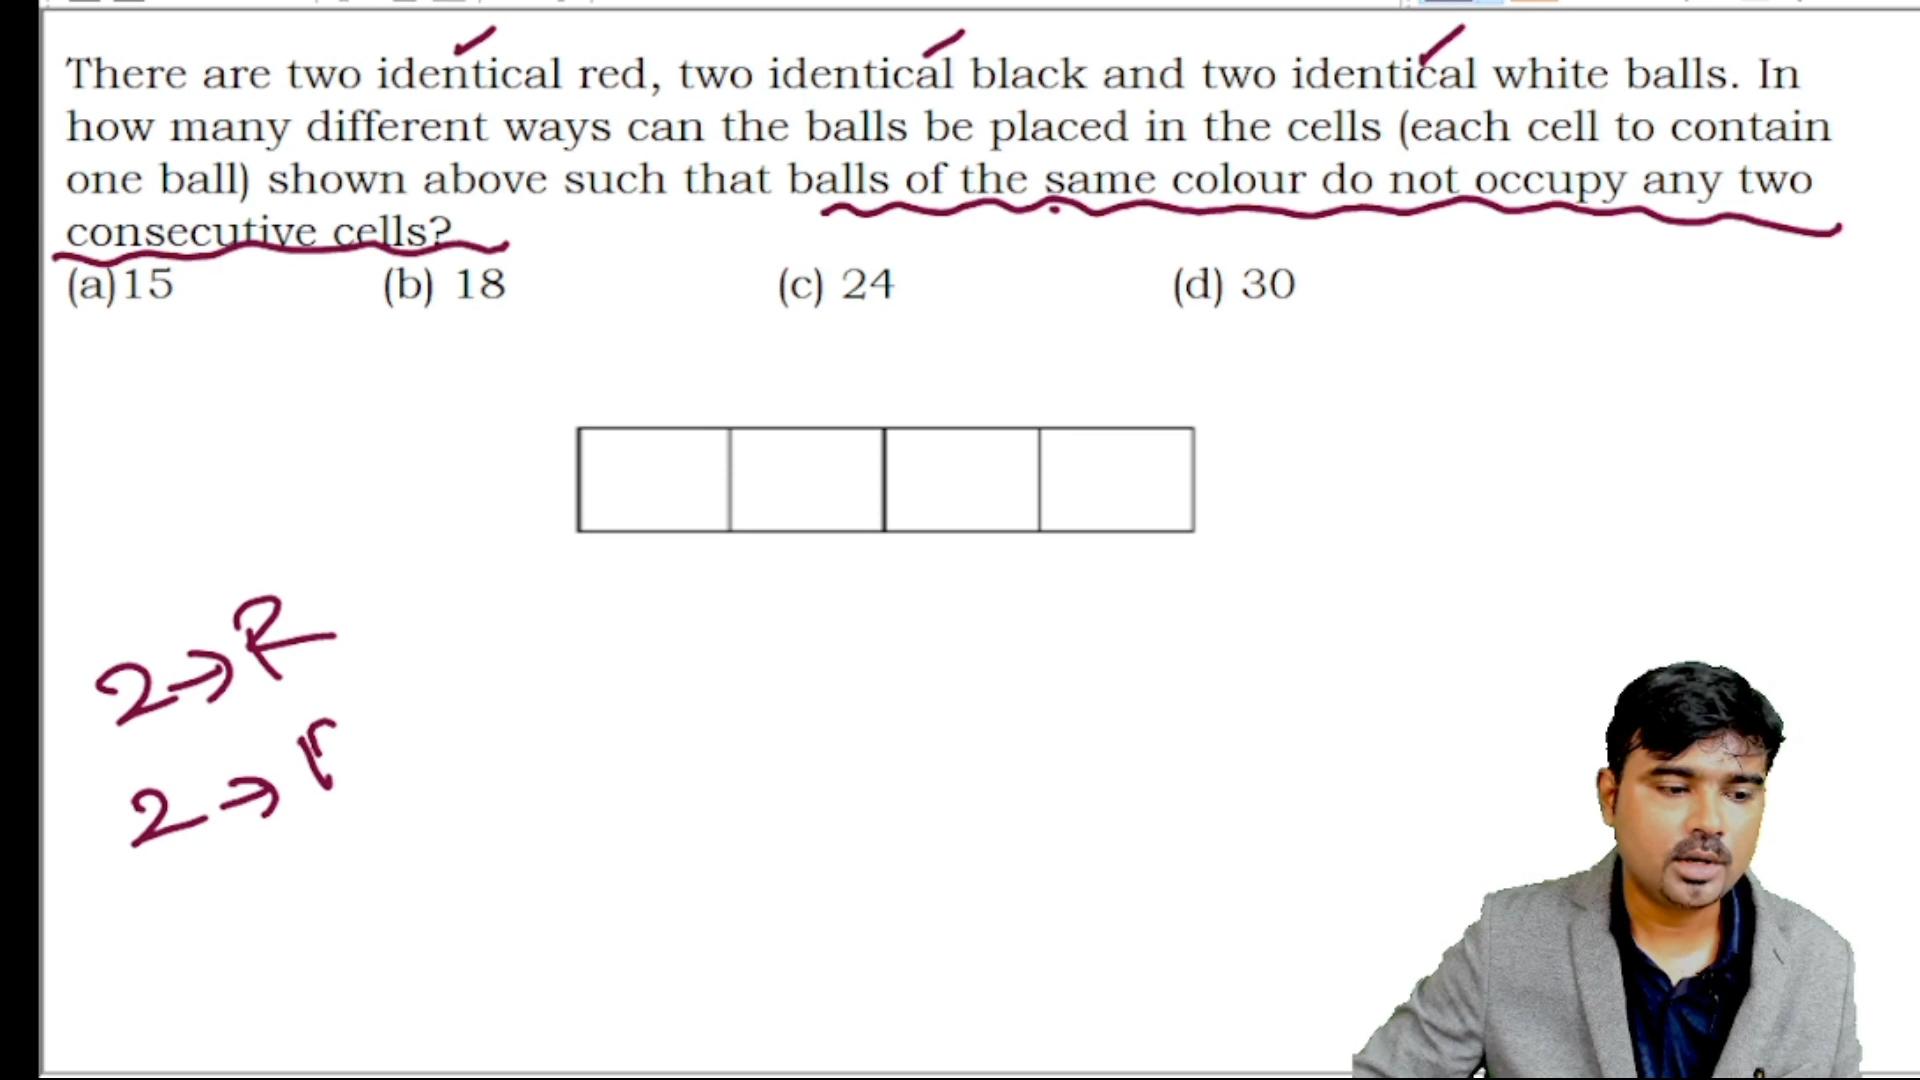 There are two identical red, two identical black and two identical white balls. In
how many different ways can the balls be placed in the cells (each cell to contain
one ball) shown above such that balls of the same colour do not occupy any two
consecutive cells?
(a)15 (b) 18 (c) 24 (d) 30
2→R
2→